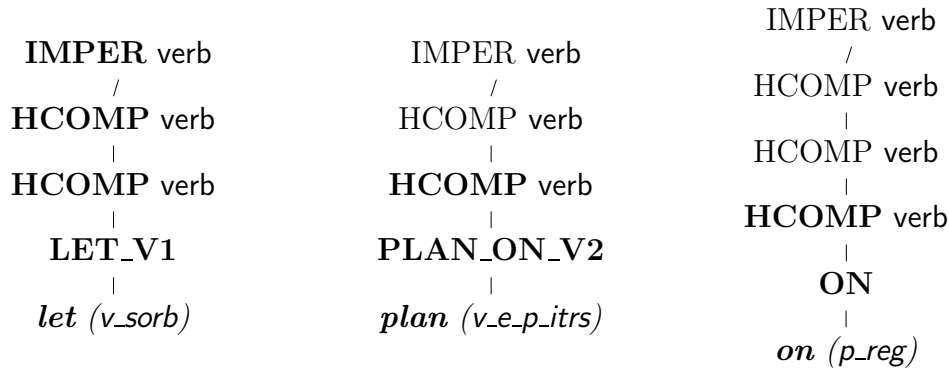 IMPER verb
/
HCOMP verb
|
HCOMP verb
|
LET_V1
|
let (v_sorb)
IMPER verb
/
HCOMP verb
|
HCOMP verb
|
PLAN_ON_V2
|
plan (v_e_p_itrs)
IMPER verb
/
HCOMP verb
|
HCOMP verb
|
HCOMP verb
|
ON
|
on (p_reg)